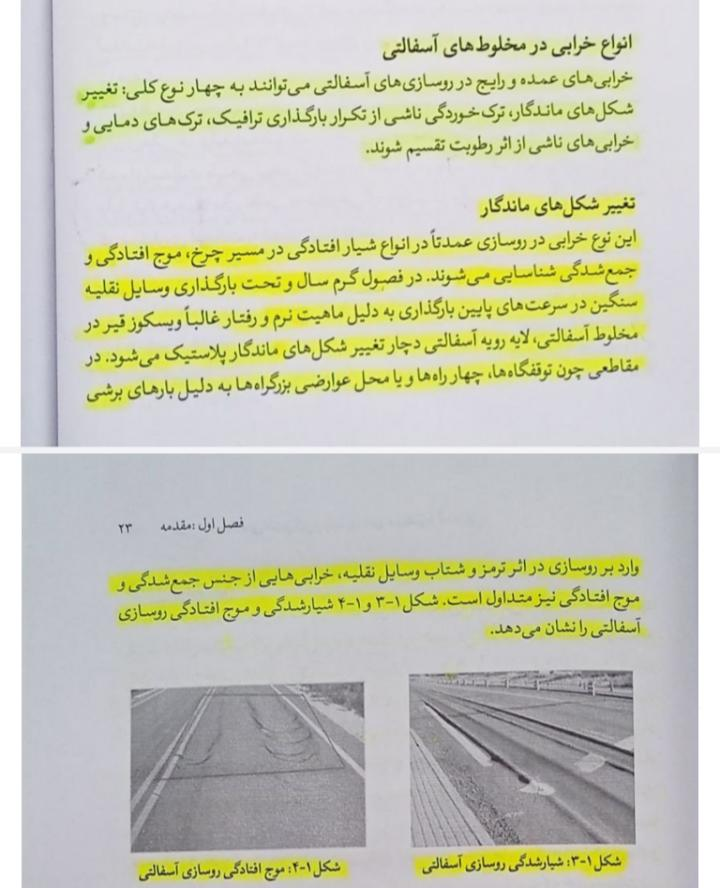 انواع خرابی در مخلوط‌های آسفالتی
خرابی‌های عمده و رایج در روسازی‌های آسفالتی می‌توانند به چهار نوع کلی: تغییر
شکل‌های ماندگار، ترک‌خوردگی ناشی از تکرار بارگذاری ترافیک، ترک‌های دمایی و
خرابی‌های ناشی از اثر رطوبت تقسیم شوند.
تغییر شکل‌های ماندگار
این نوع خرابی در روسازی عمدتاً در انواع شیار افتادگی در مسیر چرخ، موج افتادگی و
جمع‌شدگی شناسایی می‌شوند. در فصول گرم سال و تحت بارگذاری وسایل نقلیه
سنگین در سرعت‌های پایین بارگذاری به دلیل ماهیت نرم و رفتار غالباً ویسکوز قیر در
مخلوط آسفالتی، لایه رویه آسفالتی دچار تغییر شکل‌های ماندگار پلاستیک می‌شود. در
مقاطعی چون توقفگاه‌ها، چهار راه‌ها و یا محل عوارضی بزرگراه‌ها به دلیل بارهای برشی
فصل اول: مقدمه ۲۳
وارد بر روسازی در اثر ترمز و شتاب وسایل نقلیه، خرابی‌هایی از جنس جمع‌شدگی و
موج افتادگی نیز متداول است. شکل ۱-۳ و ۱-۴ شیارشدگی و موج افتادگی روسازی
آسفالتی را نشان می‌دهد.
شکل ۱-۳: شیارشدگی روسازی آسفالتی
شکل ۱-۴: موج افتادگی روسازی آسفالتی